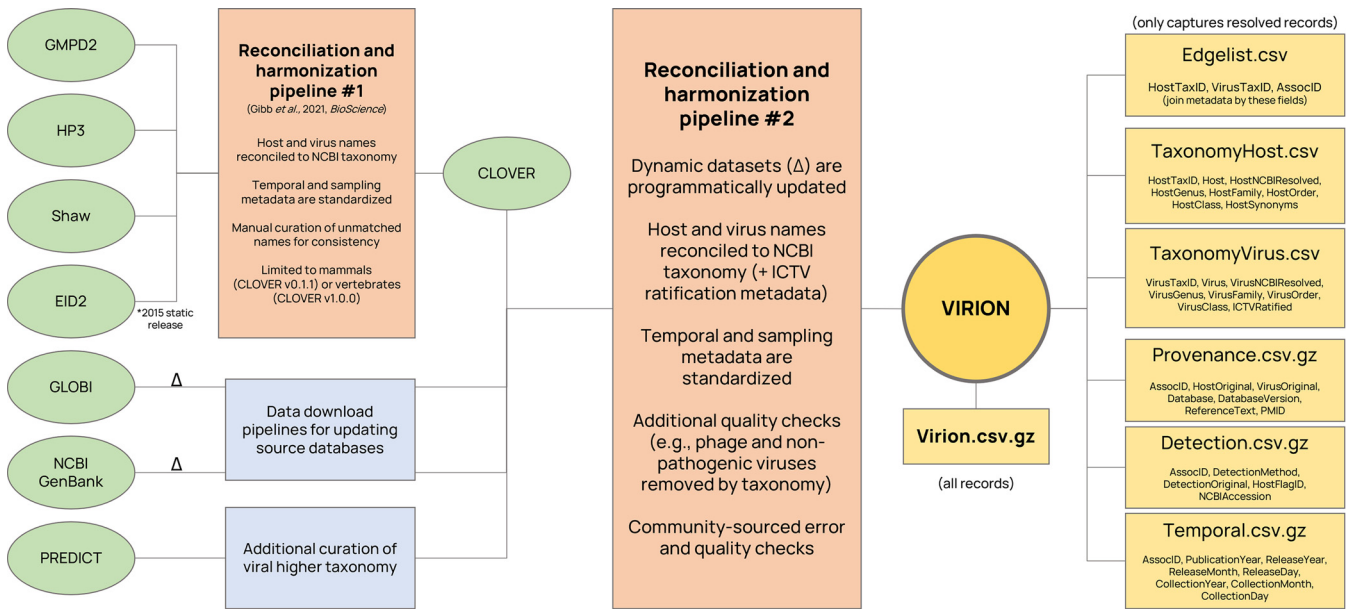 GMPD2
HP3
Shaw
EID2
*2015 static
release
GLOBI
Δ
NCBI
GenBank
Δ
PREDICT
Reconciliation and
harmonization
pipeline #1
(Gibb et al., 2021, BioScience)
Host and virus names
reconciled to NCBI taxonomy
Temporal and sampling
metadata are standardized
Manual curation of unmatched
names for consistency
Limited to mammals
(CLOVER v0.1.1) or vertebrates
(CLOVER v1.0.0)
Data download
pipelines for updating
source databases
Additional curation of
viral higher taxonomy
CLOVER
Reconciliation and
harmonization
pipeline #2
Dynamic datasets (Δ) are
programmatically updated
Host and virus names
reconciled to NCBI
taxonomy (+ ICTV
ratification metadata)
Temporal and sampling
metadata are
standardized
Additional quality checks
(e.g., phage and non-
pathogenic viruses
removed by taxonomy)
Community-sourced error
and quality checks
VIRION
Virion.csv.gz
(all records)
(only captures resolved records)
Edgelist.csv
HostTaxID, VirusTaxID, AssocID
(join metadata by these fields)
TaxonomyHost.csv
HostTaxID, Host, HostNCBIResolved,
HostGenus, HostFamily, HostOrder,
HostClass, HostSynonyms
TaxonomyVirus.csv
VirusTaxID, Virus, VirusNCBIResolved,
VirusGenus, VirusFamily, VirusOrder,
VirusClass, ICTVRatified
Provenance.csv.gz
AssocID, HostOriginal, VirusOriginal,
Database, DatabaseVersion,
ReferenceText, PMID
Detection.csv.gz
AssocID, DetectionMethod,
DetectionOriginal, HostFlagID,
NCBIAccession
Temporal.csv.gz
AssocID, PublicationYear, ReleaseYear,
ReleaseMonth, ReleaseDay,
CollectionYear, CollectionMonth,
CollectionDay